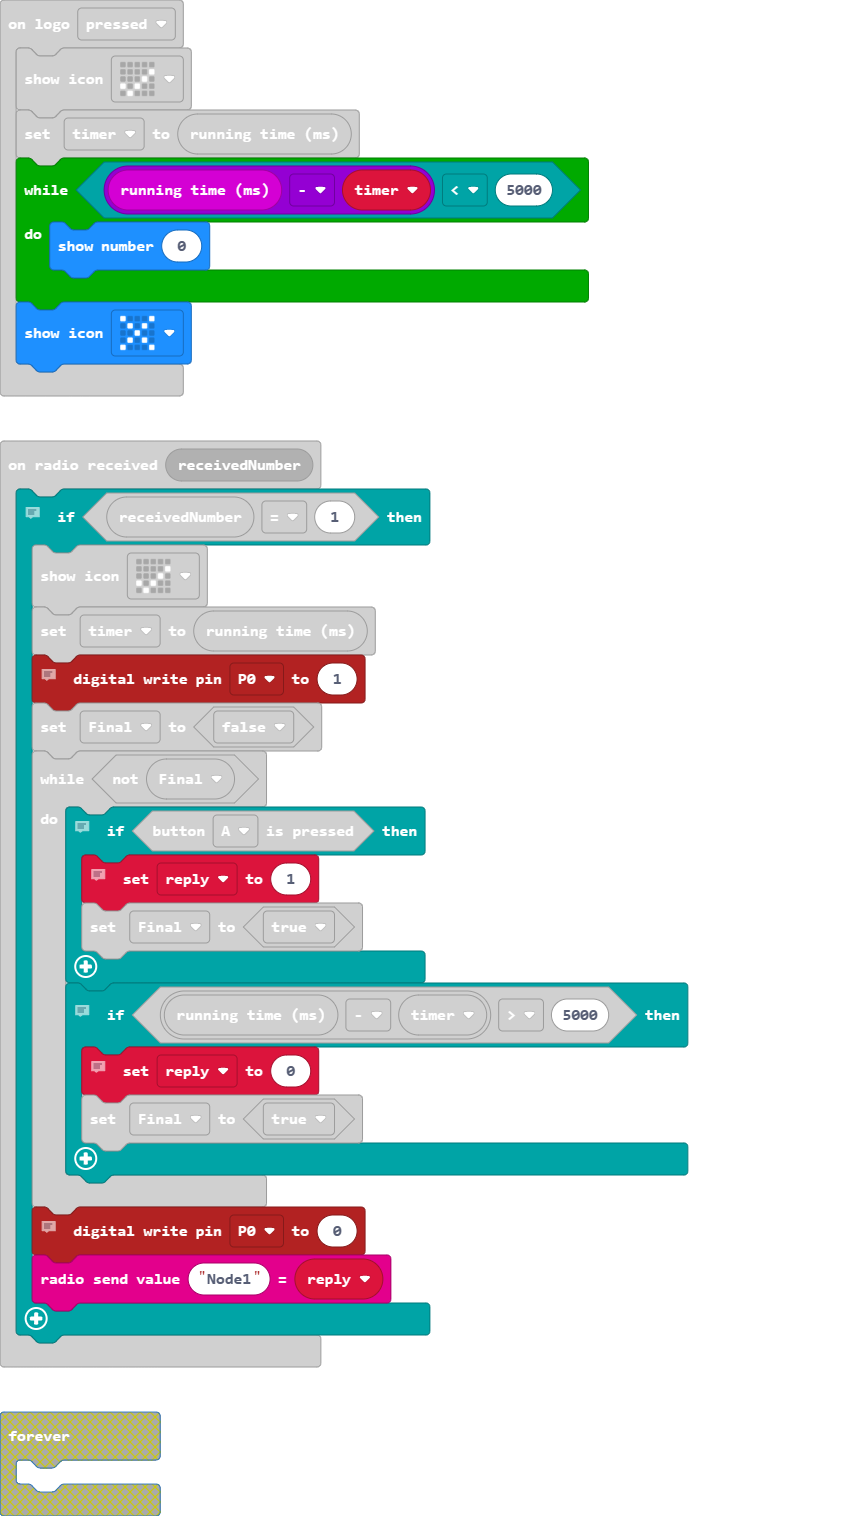 on logo pressed
show icon
set timer to running time (ms)
while running time (ms) - timer < 5000
do
show number 0
show icon
on radio received receivedNumber
if receivedNumber = 1 then
show icon
set timer to running time (ms)
digital write pin P0 to 1
set Final to false
while not Final
do
if button A is pressed then
set reply to 1
set Final to true
if running time (ms) - timer > 5000 then
set reply to 0
set Final to true
digital write pin P0 to 0
radio send value "Node1" = reply
forever